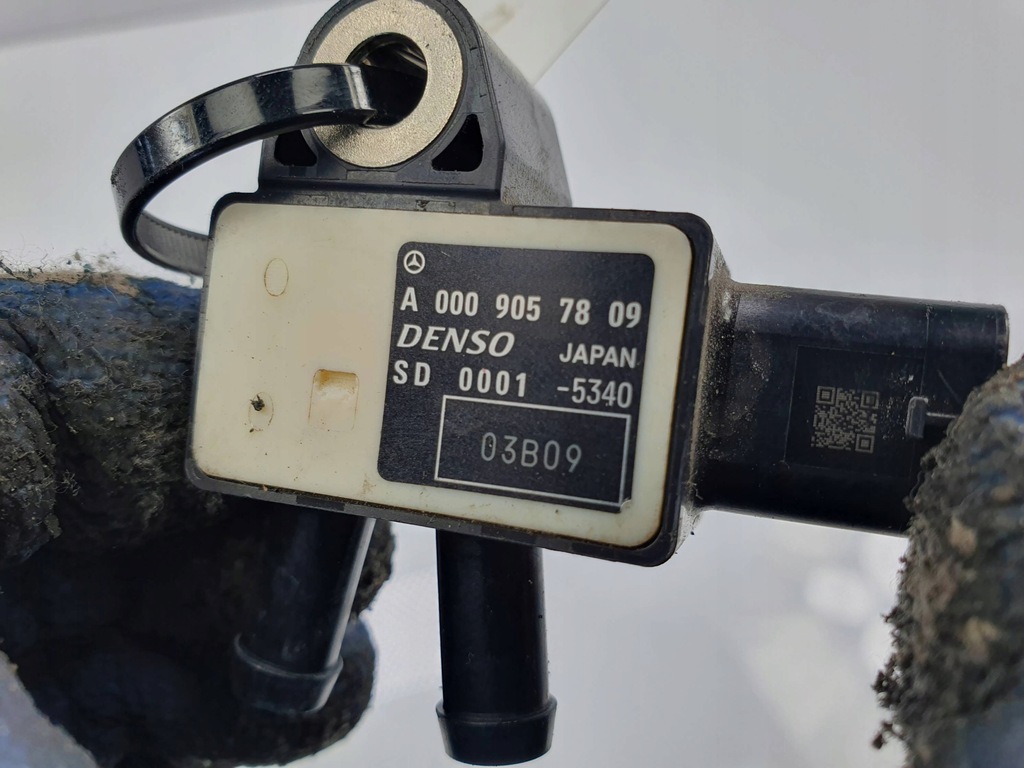 A 000 905 78 09
DENSO JAPAN
SD 0001 -5340
03B09